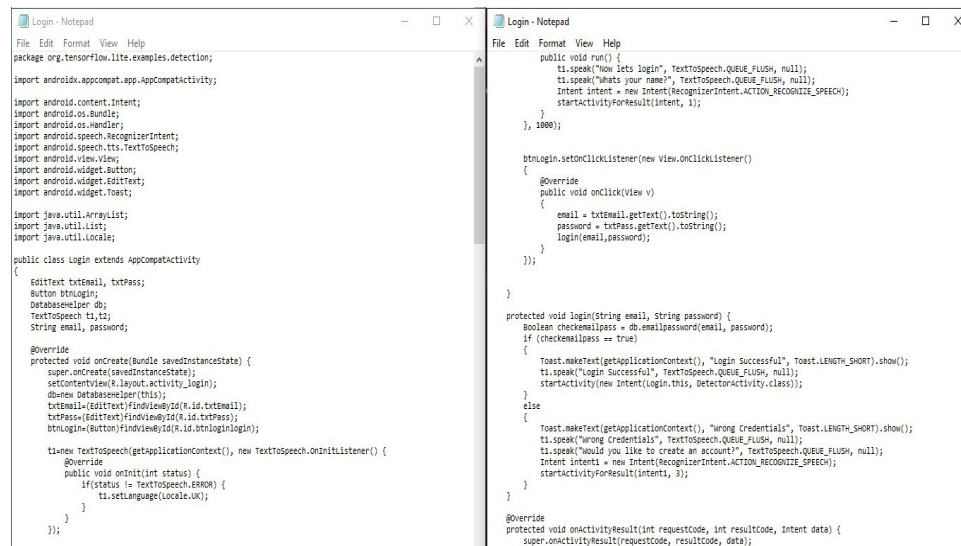 Login - Notepad
File Edit Format View Help
package org.tensorflow.lite.examples.detection;
import androidx.appcompat.app.AppCompatActivity;
import android.content.Intent;
import android.os.Bundle;
import android.os.Handler;
import android.speech.RecognizerIntent;
import android.speech.tts.TextToSpeech;
import android.view.View;
import android.widget.Button;
import android.widget.EditText;
import android.widget.Toast;
import java.util.ArrayList;
import java.util.List;
import java.util.Locale;
public class Login extends AppCompatActivity
{
EditText txtEmail, txtPass;
Button btnLogin;
DatabaseHelper db;
TextToSpeech t1,t2;
String email, password;
@Override
protected void onCreate(Bundle savedInstanceState) {
super.onCreate(savedInstanceState);
setContentView(R.layout.activity_login);
db=new DatabaseHelper(this);
txtEmail=(EditText)findViewById(R.id.txtEmail);
txtPass=(EditText)findViewById(R.id.txtPass);
btnLogin=(Button)findViewById(R.id.btnloginlogin);
t1=new TextToSpeech(getApplicationContext(), new TextToSpeech.OnInitListener() {
@Override
public void onInit(int status) {
if(status != TextToSpeech.ERROR) {
t1.setLanguage(Locale.UK);
}
}
});
Login - Notepad
File Edit Format View Help
public void run() {
t1.speak("Now lets login", TextToSpeech.QUEUE_FLUSH, null);
t1.speak("Whats your name?", TextToSpeech.QUEUE_FLUSH, null);
Intent intent = new Intent(RecognizerIntent.ACTION_RECOGNIZE_SPEECH);
startActivityForResult(intent, 1);
}
}, 1000);
btnLogin.setOnClickListener(new View.OnClickListener()
{
@Override
public void onClick(View v)
{
email = txtEmail.getText().toString();
password = txtPass.getText().toString();
login(email,password);
}
});
}
protected void login(String email, String password) {
Boolean checkemailpass = db.emailpassword(email, password);
if (checkemailpass == true)
{
Toast.makeText(getApplicationContext(), "Login Successful", Toast.LENGTH_SHORT).show();
t1.speak("Login Successful", TextToSpeech.QUEUE_FLUSH, null);
startActivity(new Intent(Login.this, DetectorActivity.class));
}
else
{
Toast.makeText(getApplicationContext(), "Wrong Credentials", Toast.LENGTH_SHORT).show();
t1.speak("Wrong Credentials", TextToSpeech.QUEUE_FLUSH, null);
t1.speak("Would you like to create an account?", TextToSpeech.QUEUE_FLUSH, null);
Intent intent1 = new Intent(RecognizerIntent.ACTION_RECOGNIZE_SPEECH);
startActivityForResult(intent1, 3);
}
}
@Override
protected void onActivityResult(int requestCode, int resultCode, Intent data) {
super.onActivityResult(requestCode, resultCode, data);